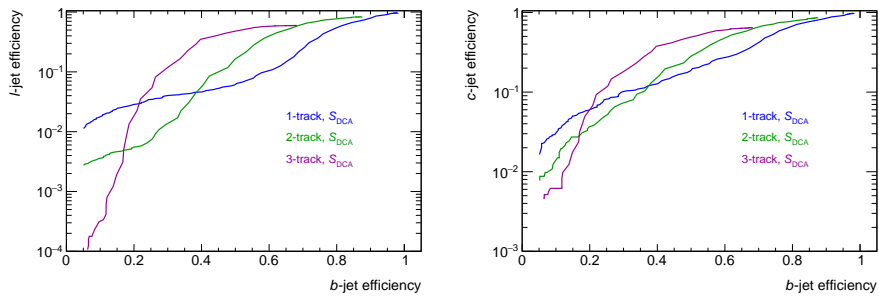 l-jet efficiency
1
10⁻¹
10⁻²
10⁻³
10⁻⁴
1-track, S_DCA
2-track, S_DCA
3-track, S_DCA
0 0.2 0.4 0.6 0.8 1
b-jet efficiency
c-jet efficiency
1
10⁻¹
10⁻²
10⁻³
1-track, S_DCA
2-track, S_DCA
3-track, S_DCA
0 0.2 0.4 0.6 0.8 1
b-jet efficiency